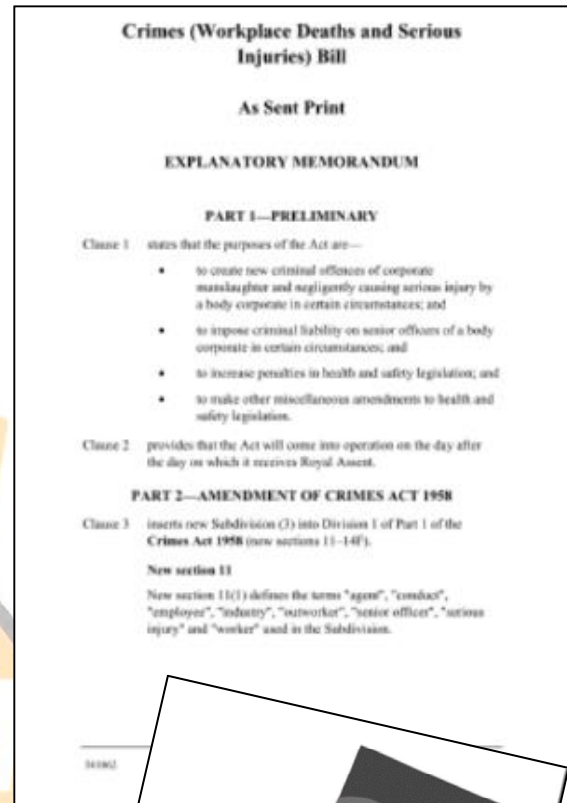 Crimes (Workplace Deaths and Serious
Injuries) Bill
As Sent Print
EXPLANATORY MEMORANDUM
PART 1—PRELIMINARY
Clause 1 states that the purposes of the Act are—
• to create new criminal offences of corporate
manslaughter and negligently causing serious injury by
a body corporate in certain circumstances; and
• to impose criminal liability on senior officers of a body
corporate in certain circumstances; and
• to increase penalties in health and safety legislation; and
• to make other miscellaneous amendments to health and
safety legislation.
Clause 2 provides that the Act will come into operation on the day after
the day on which it receives Royal Assent.
PART 2—AMENDMENT OF CRIMES ACT 1958
Clause 3 inserts new Subdivision (3) into Division 1 of Part 1 of the
Crimes Act 1958 (new sections 11–14F).
New section 11
New section 11(1) defines the terms "agent", "conduct",
"employee", "industry", "outworker", "senior officer", "serious
injury" and "worker" used in the Subdivision.